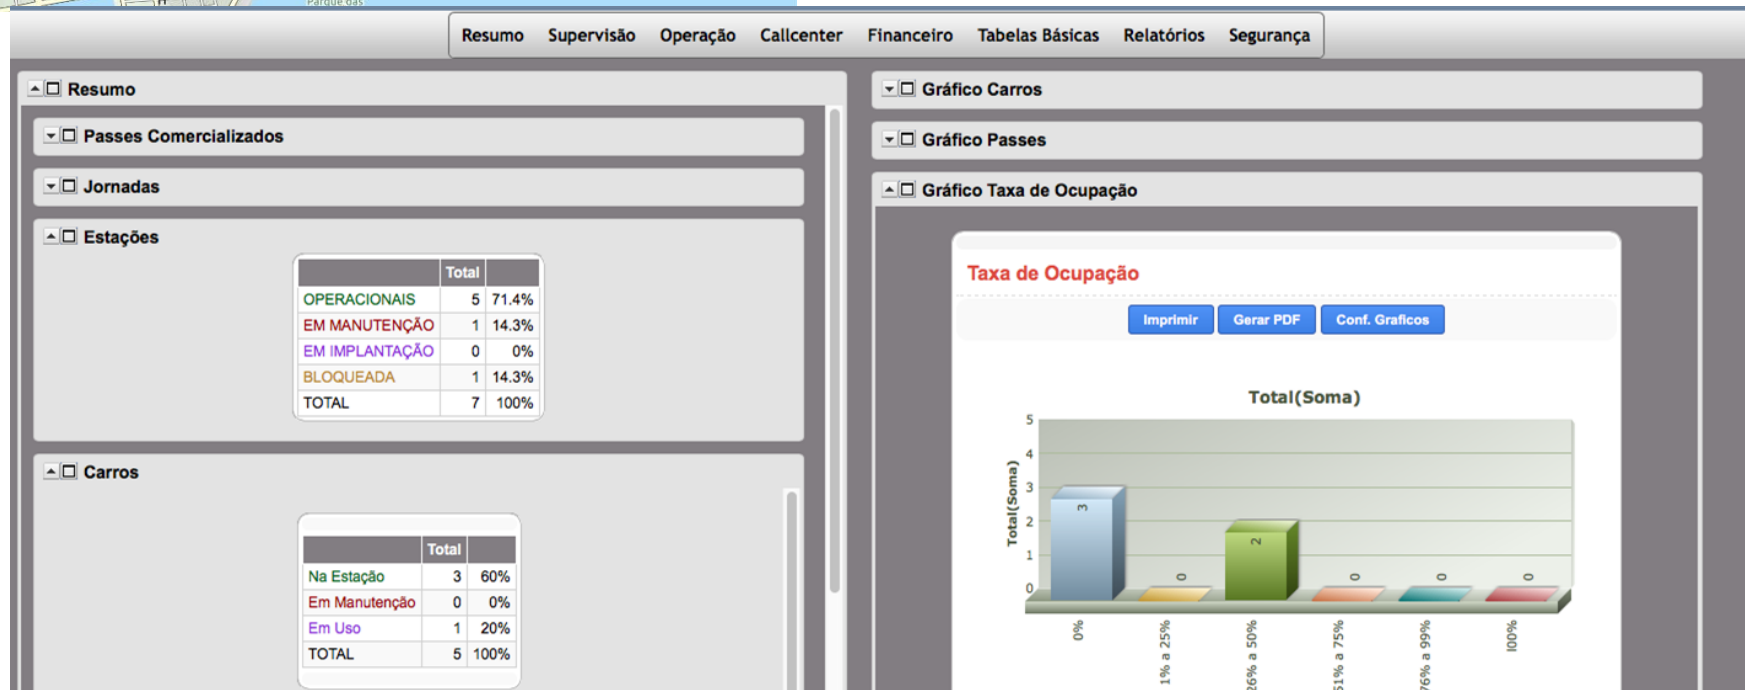 Parque das
Resumo Supervisão Operação Callcenter Financeiro Tabelas Básicas Relatórios Segurança
Resumo
Passes Comercializados
Jornadas
Estações
Total
OPERACIONAIS 5 71.4%
EM MANUTENÇÃO 1 14.3%
EM IMPLANTAÇÃO 0 0%
BLOQUEADA 1 14.3%
TOTAL 7 100%
Carros
Total
Na Estação 3 60%
Em Manutenção 0 0%
Em Uso 1 20%
TOTAL 5 100%
Gráfico Carros
Gráfico Passes
Gráfico Taxa de Ocupação
Taxa de Ocupação
Imprimir Gerar PDF Conf. Graficos
Total(Soma)
Total(Soma)
5
4
3
2
1
0
3 0 2 0 0 0
0% 1% a 25% 26% a 50% 51% a 75% 76% a 99% 100%